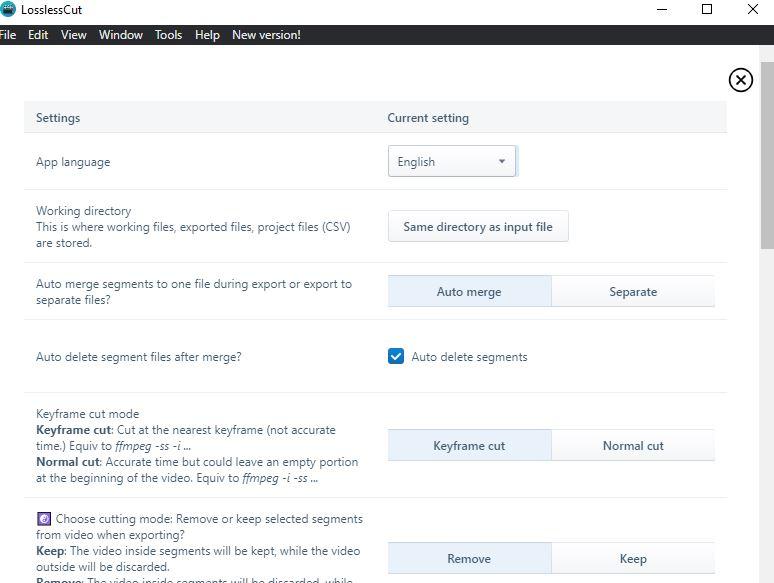 LosslessCut
File Edit View Window Tools Help New version!
Settings Current setting
App language English
Working directory
This is where working files, exported files, project files (CSV)
are stored.
Same directory as input file
Auto merge segments to one file during export or export to
separate files?
Auto merge Separate
Auto delete segment files after merge? Auto delete segments
Keyframe cut mode
Keyframe cut: Cut at the nearest keyframe (not accurate
time.) Equiv to ffmpeg -ss -i ...
Normal cut: Accurate time but could leave an empty portion
at the beginning of the video. Equiv to ffmpeg -i -ss ...
Keyframe cut Normal cut
Choose cutting mode: Remove or keep selected segments
from video when exporting?
Keep: The video inside segments will be kept, while the video
outside will be discarded.
Remove: The video inside segments will be discarded, while
Remove Keep